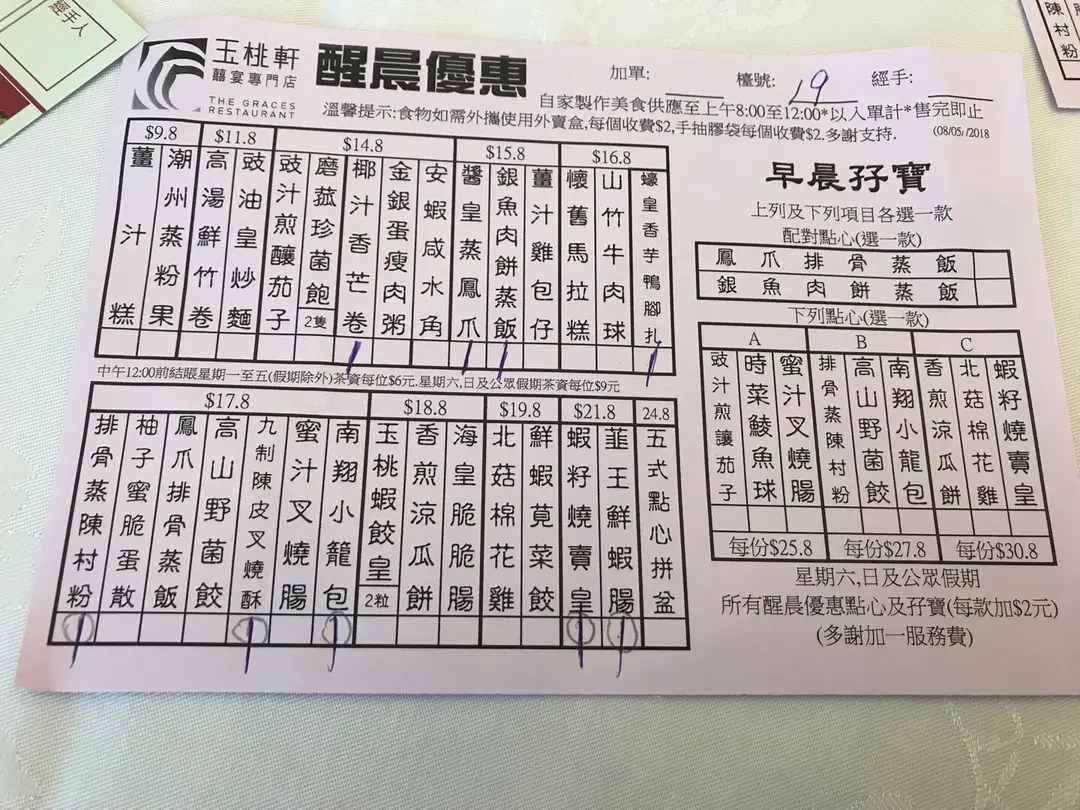 經手人
玉桃軒
囍宴專門店
THE GRACES
RESTAURANT
醒晨優惠
加單:
檯號: 19
經手:
自家製作美食供應至上午8:00至12:00*以入單計*售完即止
溫馨提示:食物如需外攜使用外賣盒,每個收費$2,手抽膠袋每個收費$2.多謝支持.
(08/05/2018)
$9.8
薑汁糕
潮州蒸粉果
$11.8
高湯鮮竹卷
豉油皇炒麵
$14.8
豉汁煎釀茄子
磨菰珍菌飽 2隻
椰汁香芒卷
金銀蛋瘦肉粥
安蝦咸水角
$15.8
醬皇蒸鳳爪
銀魚肉餅蒸飯
薑汁雞包仔
$16.8
懷舊馬拉糕
山竹牛肉球
蠔皇香芋鴨腳扎
中午12:00前結賬星期一至五(假期除外)茶資每位$6元.星期六,日及公眾假期茶資每位$9元
$17.8
排骨蒸陳村粉
柚子蜜脆蛋散
鳳爪排骨蒸飯
高山野菌餃
九制陳皮叉燒酥
蜜汁叉燒腸
南翔小籠包
$18.8
玉桃蝦餃皇 2粒
香煎涼瓜餅
海皇脆脆腸
$19.8
北菇棉花雞
鮮蝦莧菜餃
$21.8
蝦籽燒賣皇
韮王鮮蝦腸
24.8
五式點心拼盆
早晨孖寶
上列及下列項目各選一款
配對點心(選一款)
鳳爪排骨蒸飯
銀魚肉餅蒸飯
下列點心(選一款)
A
豉汁煎讓茄子
時菜鯪魚球
蜜汁叉燒腸
B
排骨蒸陳村粉
高山野菌餃
南翔小龍包
C
香煎涼瓜餅
北菇棉花雞
蝦籽燒賣皇
每份$25.8
每份$27.8
每份$30.8
星期六,日及公眾假期
所有醒晨優惠點心及孖寶(每款加$2元)
(多謝加一服務費)
陳村粉